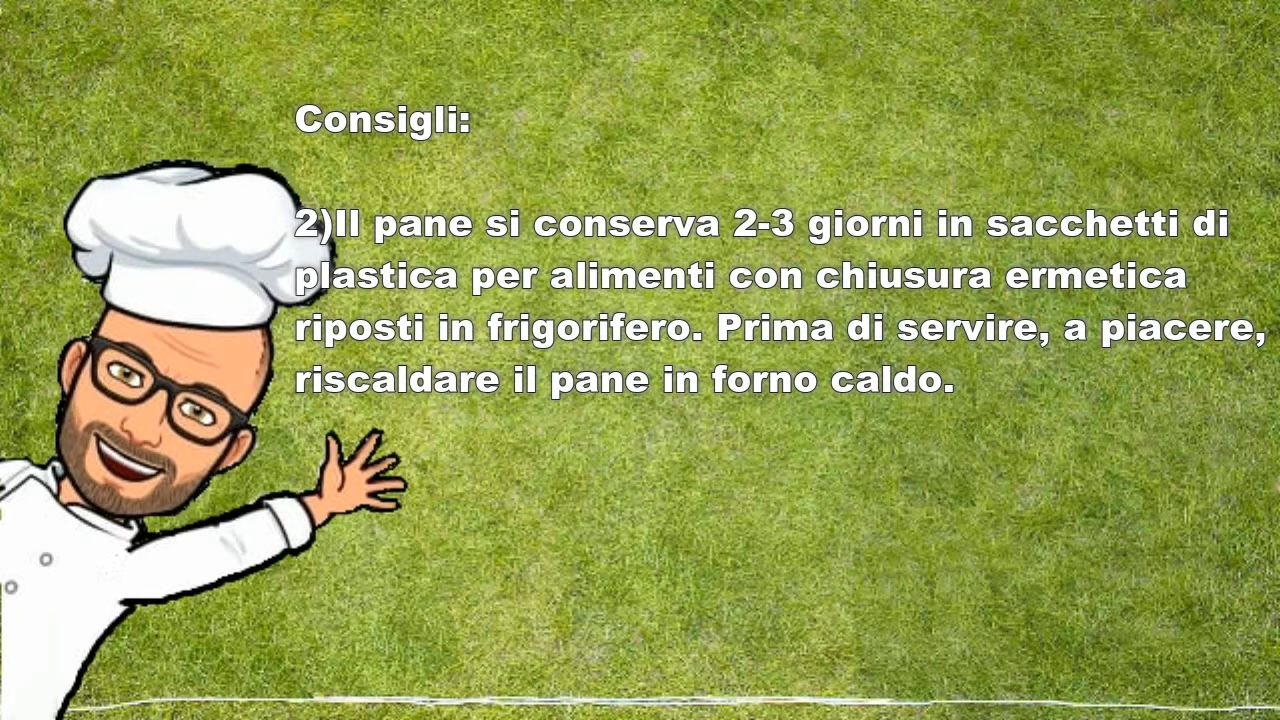 Consigli:
2)Il pane si conserva 2-3 giorni in sacchetti di
plastica per alimenti con chiusura ermetica
riposti in frigorifero. Prima di servire, a piacere,
riscaldare il pane in forno caldo.